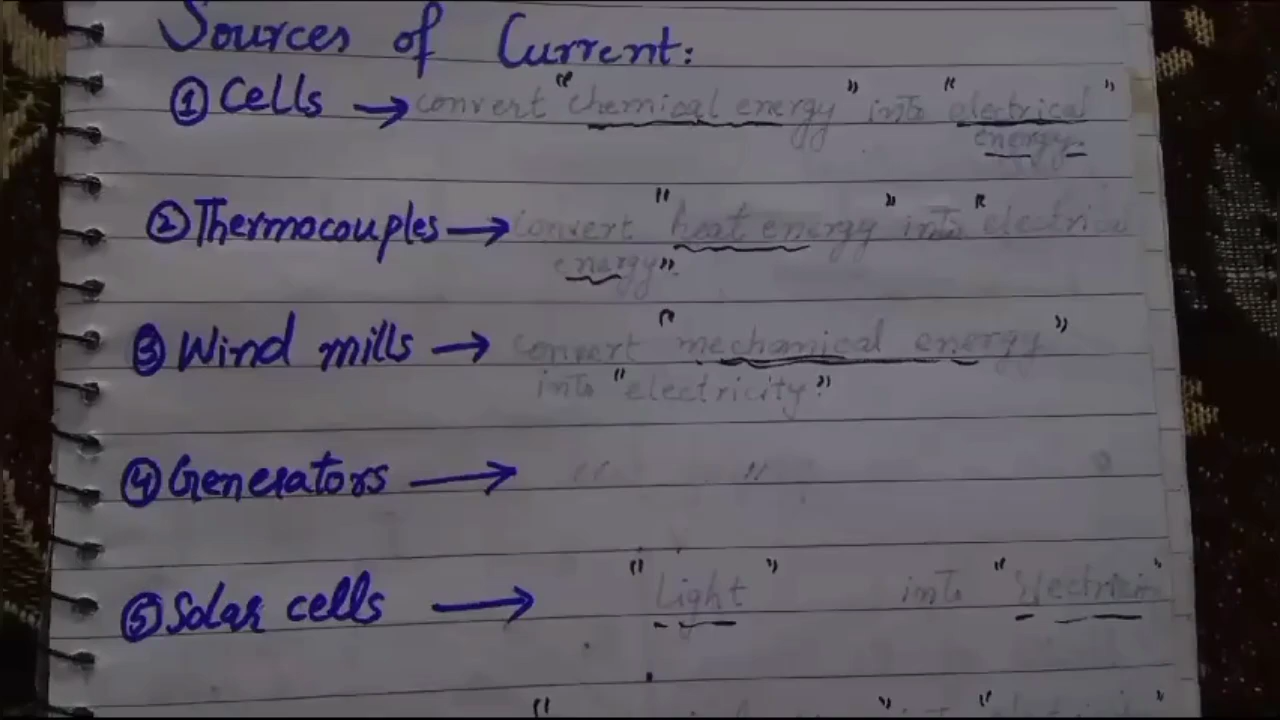 Sources of Current:
① Cells → convert "chemical energy" into "electrical
energy.
② Thermocouples → convert "heat energy" into "electrical
energy".
③ Wind mills → convert "mechanical energy"
into "electricity"
④ Generators → " "
⑤ Solar cells → "Light" into "